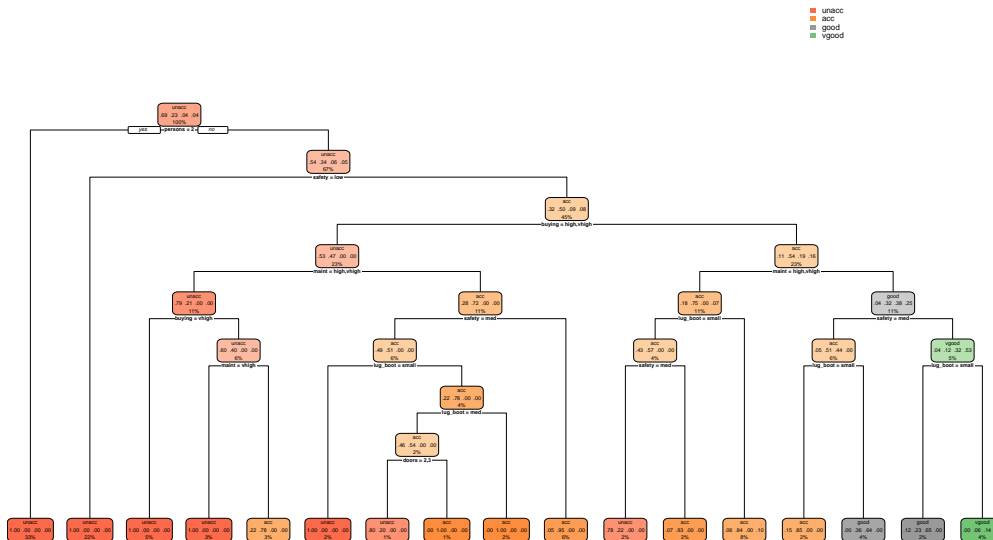 unacc
acc
good
vgood
unacc
.69 .23 .04 .04
100%
yes persons = 2 no
unacc
.54 .34 .06 .05
67%
safety = low
acc
.32 .50 .09 .08
45%
buying = high,vhigh
unacc
.53 .47 .00 .00
23%
maint = high,vhigh
acc
.11 .54 .19 .16
23%
maint = high,vhigh
unacc
.79 .21 .00 .00
11%
buying = vhigh
acc
.28 .72 .00 .00
11%
safety = med
acc
.18 .75 .00 .07
11%
lug_boot = small
good
.04 .32 .38 .25
11%
safety = med
unacc
.60 .40 .00 .00
6%
maint = vhigh
acc
.49 .51 .00 .00
6%
lug_boot = small
acc
.43 .57 .00 .00
4%
safety = med
acc
.05 .51 .44 .00
6%
lug_boot = small
vgood
.04 .12 .32 .53
5%
lug_boot = small
acc
.22 .78 .00 .00
4%
lug_boot = med
acc
.46 .54 .00 .00
2%
doors = 2,3
unacc
1.00 .00 .00 .00
33%
unacc
1.00 .00 .00 .00
22%
unacc
1.00 .00 .00 .00
5%
unacc
1.00 .00 .00 .00
3%
acc
.22 .78 .00 .00
3%
unacc
1.00 .00 .00 .00
2%
unacc
.80 .20 .00 .00
1%
acc
.00 1.00 .00 .00
1%
acc
.00 1.00 .00 .00
2%
acc
.05 .95 .00 .00
6%
unacc
.78 .22 .00 .00
2%
acc
.07 .93 .00 .00
2%
acc
.06 .84 .00 .10
8%
acc
.15 .85 .00 .00
2%
good
.00 .36 .64 .00
4%
good
.12 .23 .65 .00
2%
vgood
.00 .06 .14
4%